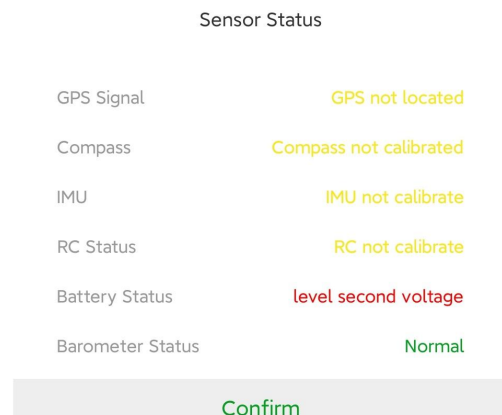 Sensor Status
GPS Signal GPS not located
Compass Compass not calibrated
IMU IMU not calibrate
RC Status RC not calibrate
Battery Status level second voltage
Barometer Status Normal
Confirm